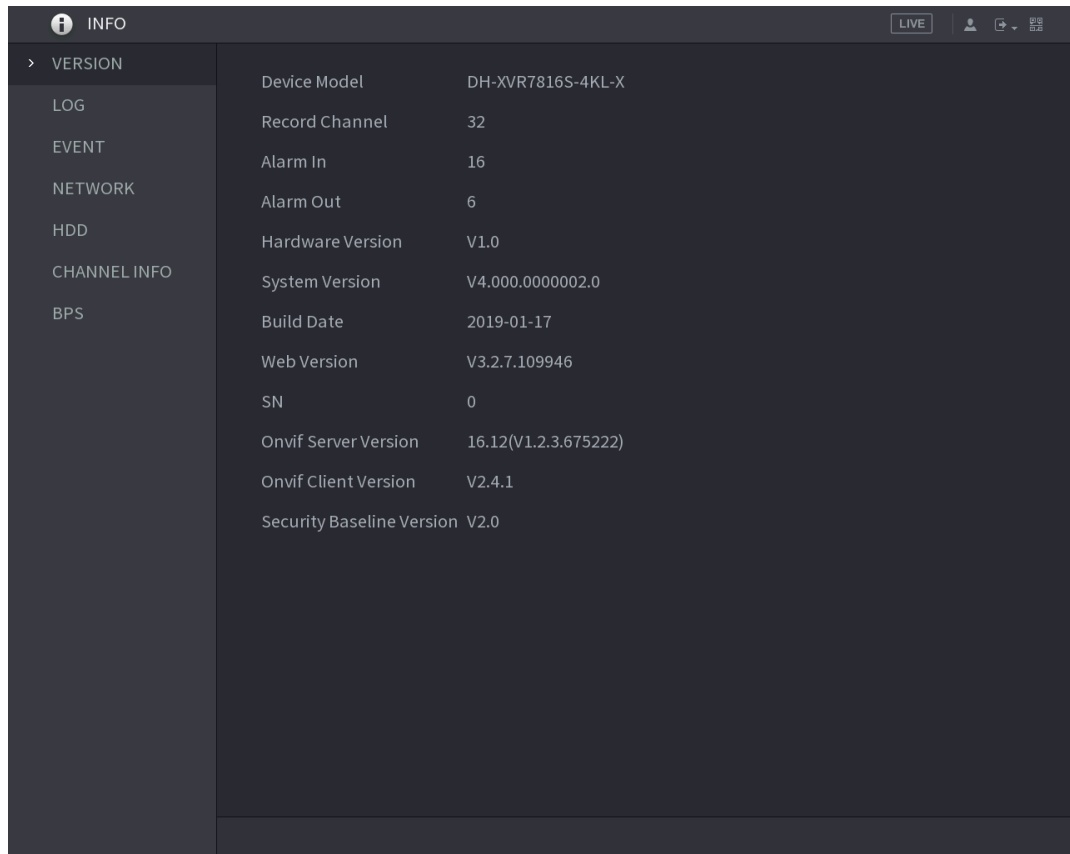 INFO
LIVE
VERSION
LOG
EVENT
NETWORK
HDD
CHANNEL INFO
BPS
Device Model DH-XVR7816S-4KL-X
Record Channel 32
Alarm In 16
Alarm Out 6
Hardware Version V1.0
System Version V4.000.0000002.0
Build Date 2019-01-17
Web Version V3.2.7.109946
SN 0
Onvif Server Version 16.12(V1.2.3.675222)
Onvif Client Version V2.4.1
Security Baseline Version V2.0